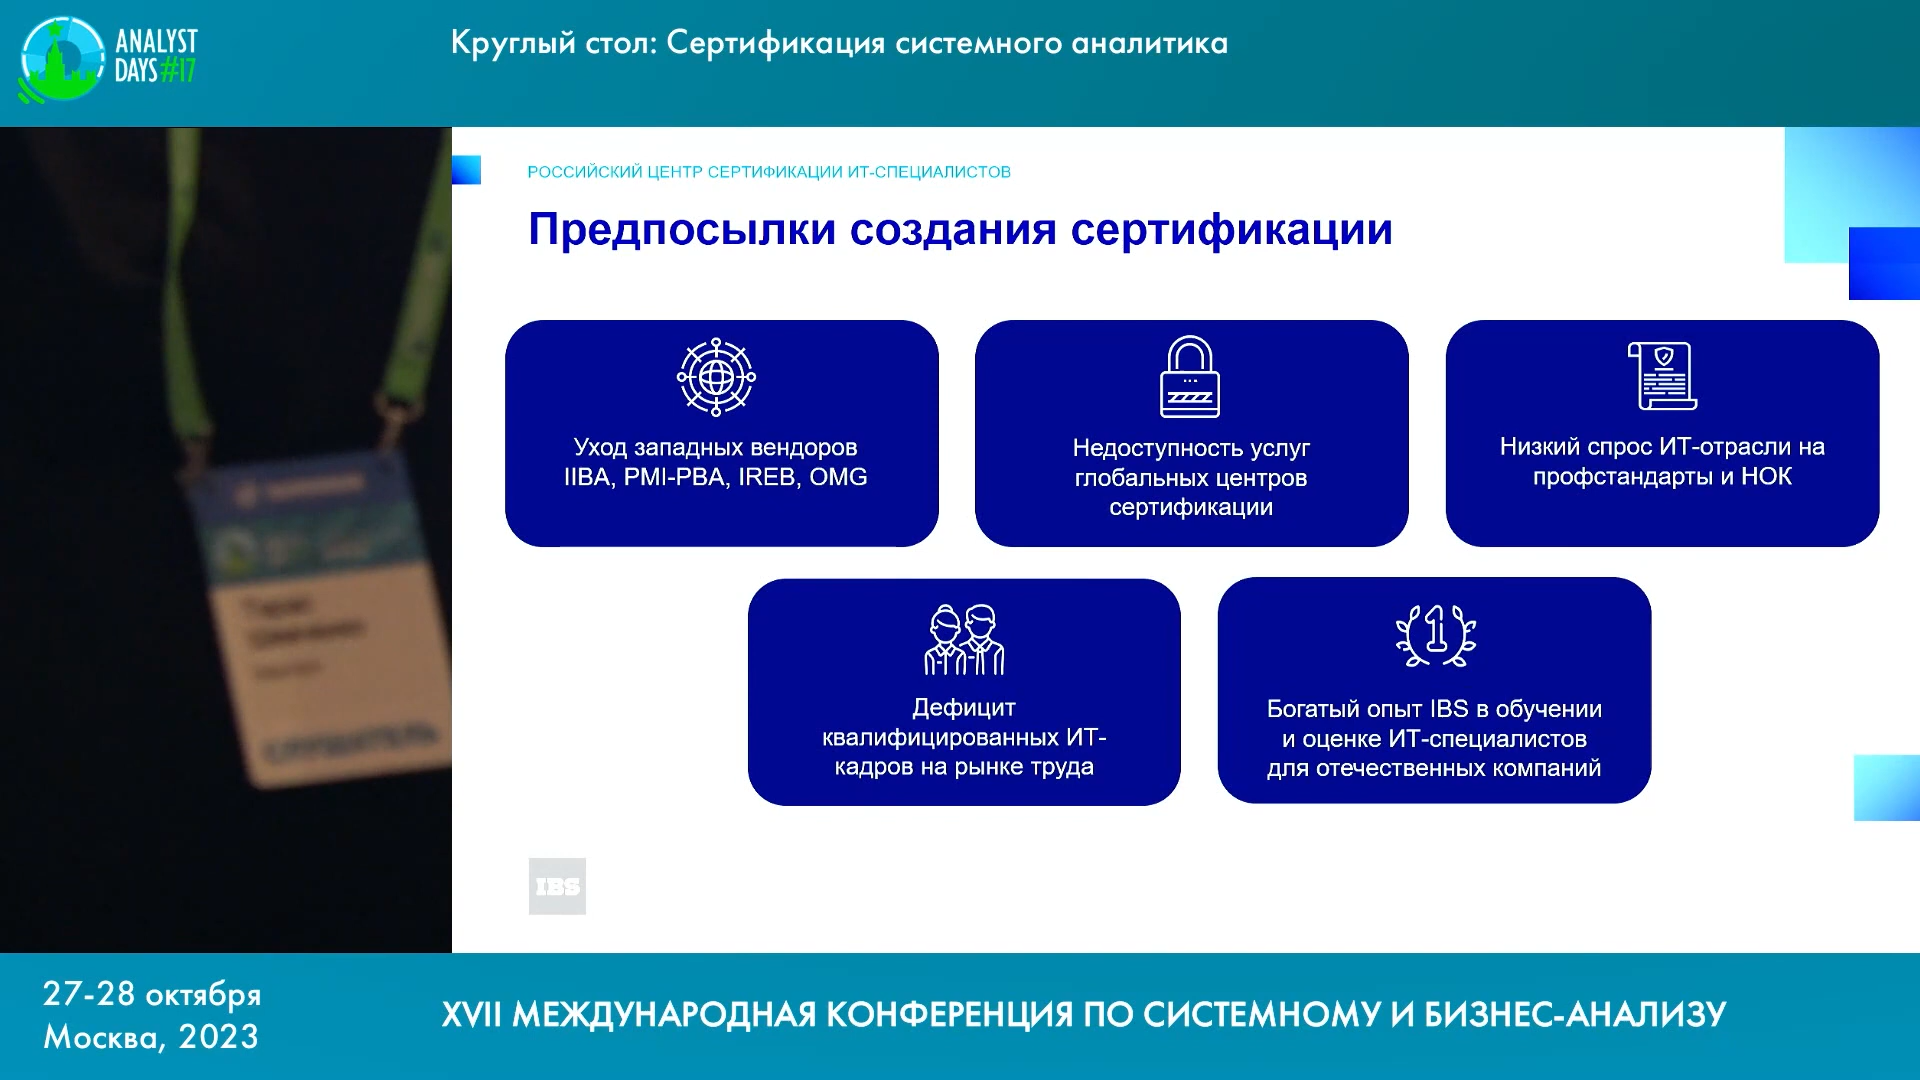 ANALYST
DAYS #17
Круглый стол: Сертификация системного аналитика
РОССИЙСКИЙ ЦЕНТР СЕРТИФИКАЦИИ ИТ-СПЕЦИАЛИСТОВ
Предпосылки создания сертификации
Уход западных вендоров
IIBA, PMI-PBA, IREB, OMG
Недоступность услуг
глобальных центров
сертификации
Низкий спрос ИТ-отрасли на
профстандарты и НОК
Дефицит
квалифицированных ИТ-
кадров на рынке труда
1
Богатый опыт IBS в обучении
и оценке ИТ-специалистов
для отечественных компаний
IBS
СЛУШАТЕЛЬ
27-28 октября
Москва, 2023
XVII МЕЖДУНАРОДНАЯ КОНФЕРЕНЦИЯ ПО СИСТЕМНОМУ И БИЗНЕС-АНАЛИЗУ